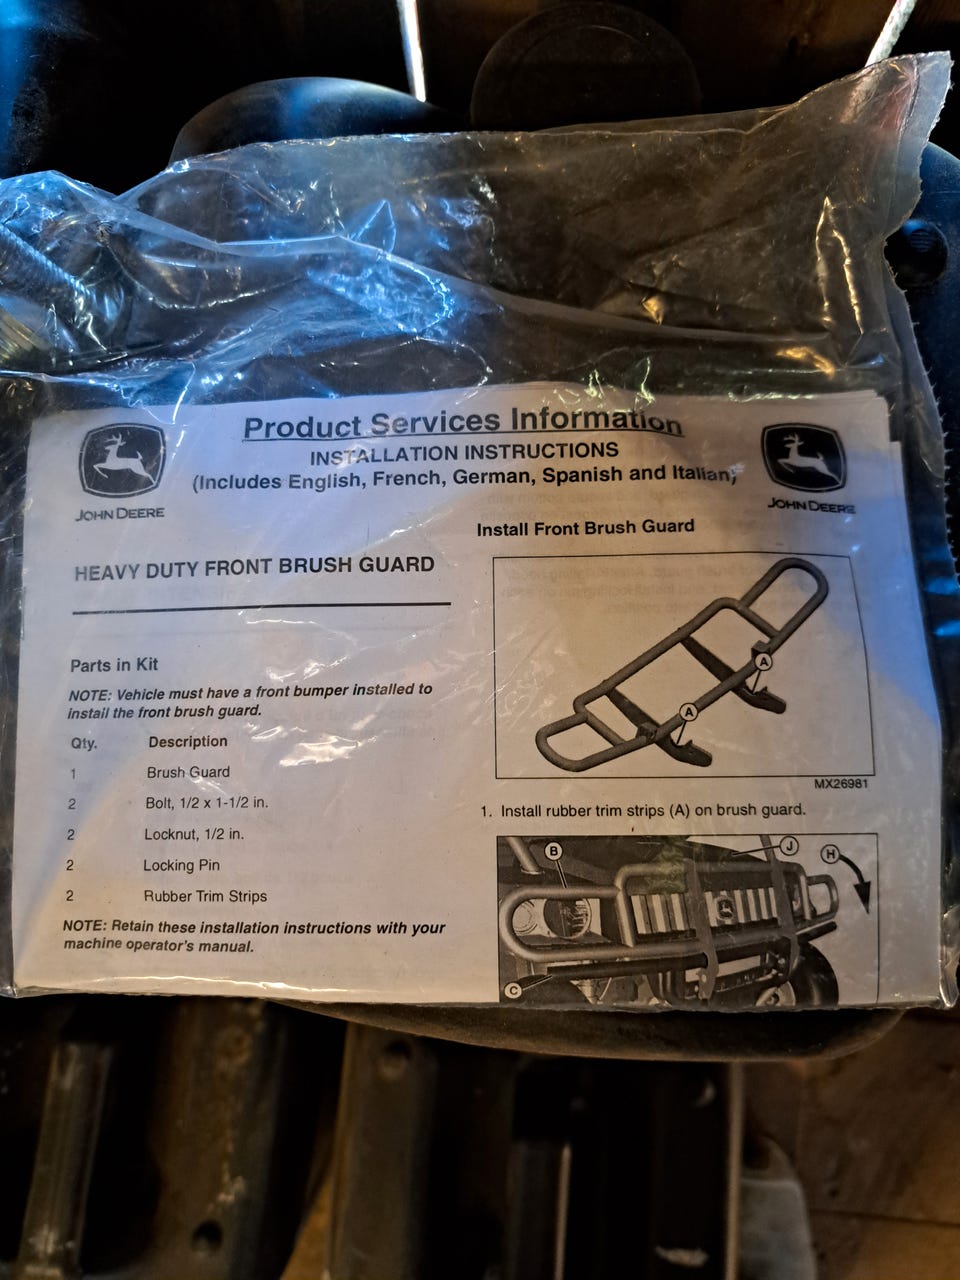 Product Services Information
INSTALLATION INSTRUCTIONS
(Includes English, French, German, Spanish and Italian)
JOHN DEERE
JOHN DEERE
HEAVY DUTY FRONT BRUSH GUARD
Parts in Kit
NOTE: Vehicle must have a front bumper installed to
install the front brush guard.
Qty. Description
1 Brush Guard
2 Bolt, 1/2 x 1-1/2 in.
2 Locknut, 1/2 in.
2 Locking Pin
2 Rubber Trim Strips
NOTE: Retain these installation instructions with your
machine operator's manual.
Install Front Brush Guard
A
A
MX26981
1. Install rubber trim strips (A) on brush guard.
B
J
H
C